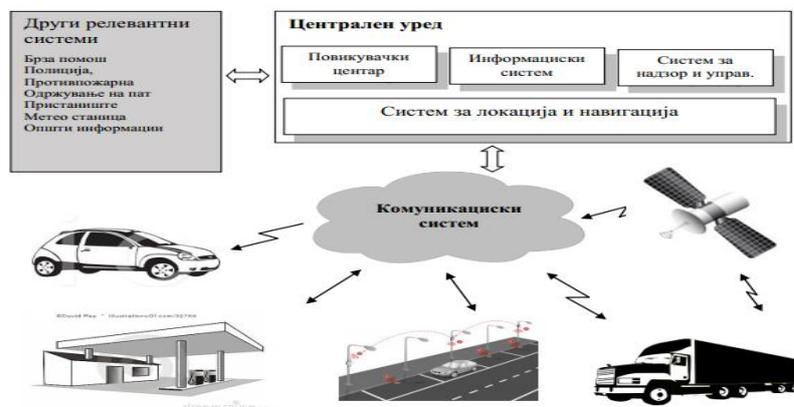 Други релевантни
системи
Брза помош
Полиција,
Противпожарна
Одржување на пат
Пристаниште
Метео станица
Општи информации
Централен уред
Повикувачки
центар
Информациски
систем
Систем за
надзор и управ.
Систем за локација и навигација
Комуникациски
систем